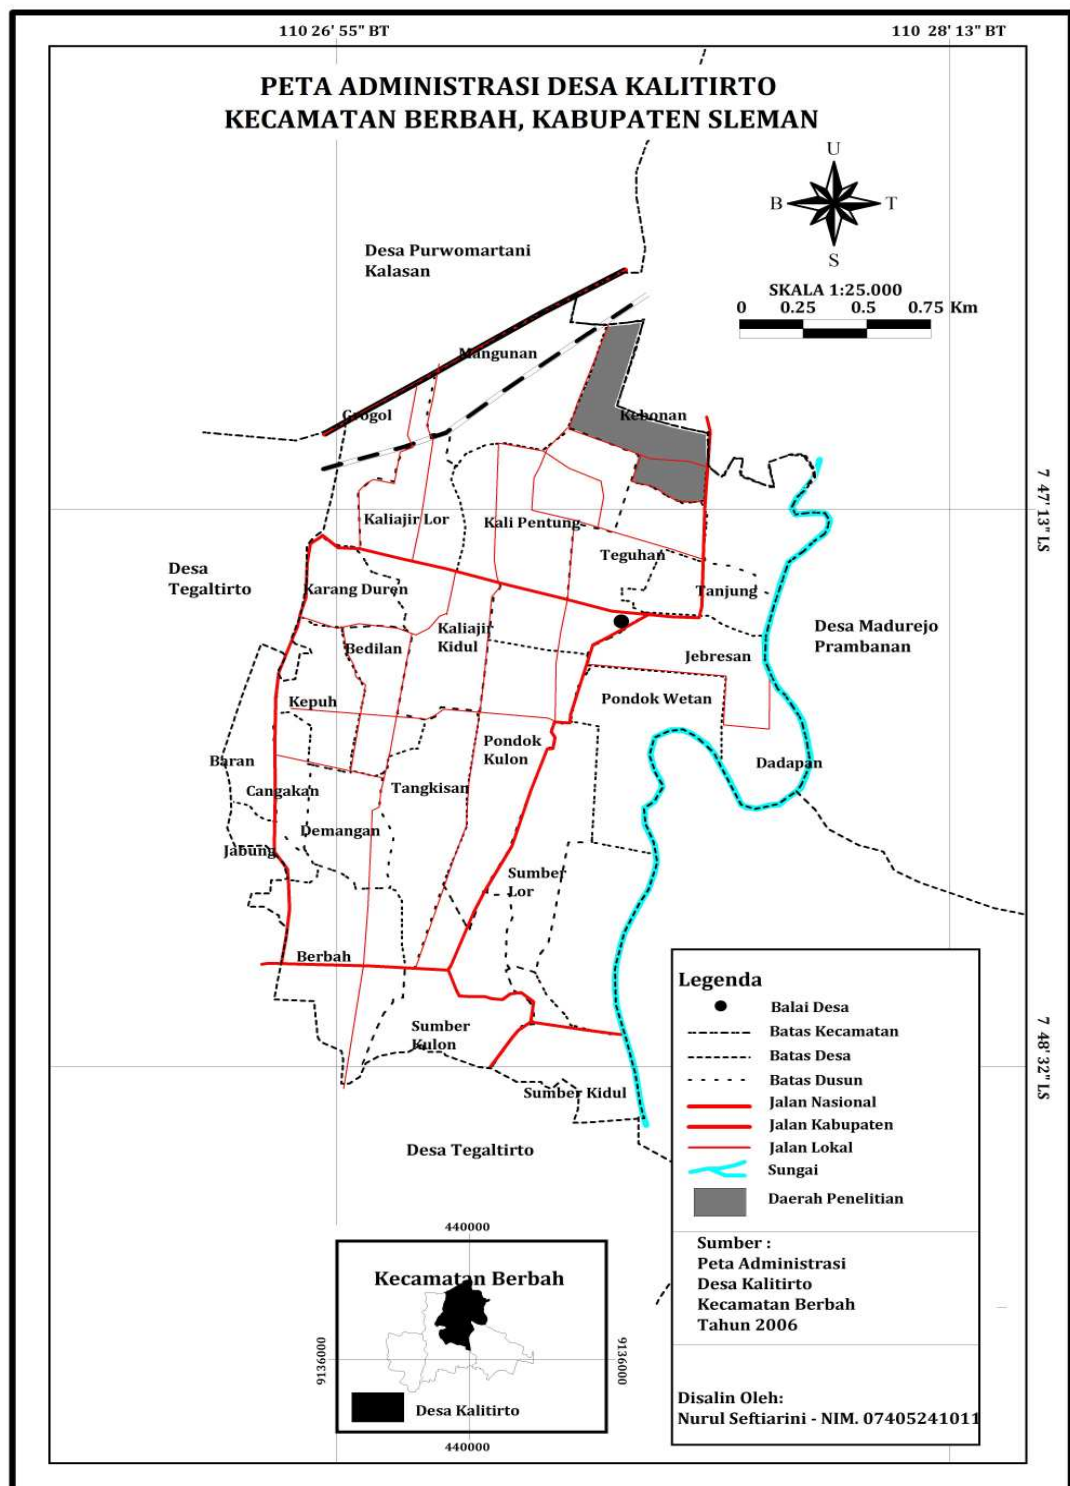 110 26' 55" BT
110 28' 13" BT
PETA ADMINISTRASI DESA KALITIRTO
KECAMATAN BERBAH, KABUPATEN SLEMAN
U
B
T
S
SKALA 1:25.000
0 0.25 0.5 0.75 Km
Desa Purwomartani
Kalasan
Mangunan
Grogol
Kebonan
7 47' 13" LS
Kaliajir Lor
Kali Pentung
Teguhan
Desa
Tegaltirto
Karang Duren
Tanjung
Kaliajir
Kidul
Bedilan
Desa Madurejo
Prambanan
Jebresan
Kepuh
Pondok Wetan
Pondok
Kulon
Baran
Dadapan
Cangakan
Tangkisan
Demangan
Jabung
Sumber
Lor
Berbah
Sumber
Kulon
7 48' 32" LS
Sumber Kidul
Desa Tegaltirto
Legenda
Balai Desa
Batas Kecamatan
Batas Desa
Batas Dusun
Jalan Nasional
Jalan Kabupaten
Jalan Lokal
Sungai
Daerah Penelitian
Sumber :
Peta Administrasi
Desa Kalitirto
Kecamatan Berbah
Tahun 2006
Disalin Oleh:
Nurul Seftiarini - NIM. 07405241011
440000
Kecamatan Berbah
9136000
9136000
Desa Kalitirto
440000